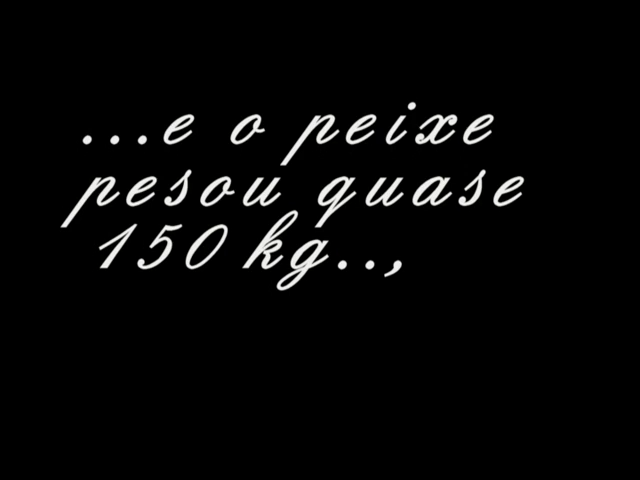 ...e o peixe
pesou quase
150 kg..,